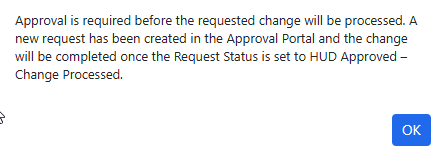 Approval is required before the requested change will be processed. A
new request has been created in the Approval Portal and the change
will be completed once the Request Status is set to HUD Approved –
Change Processed.
OK